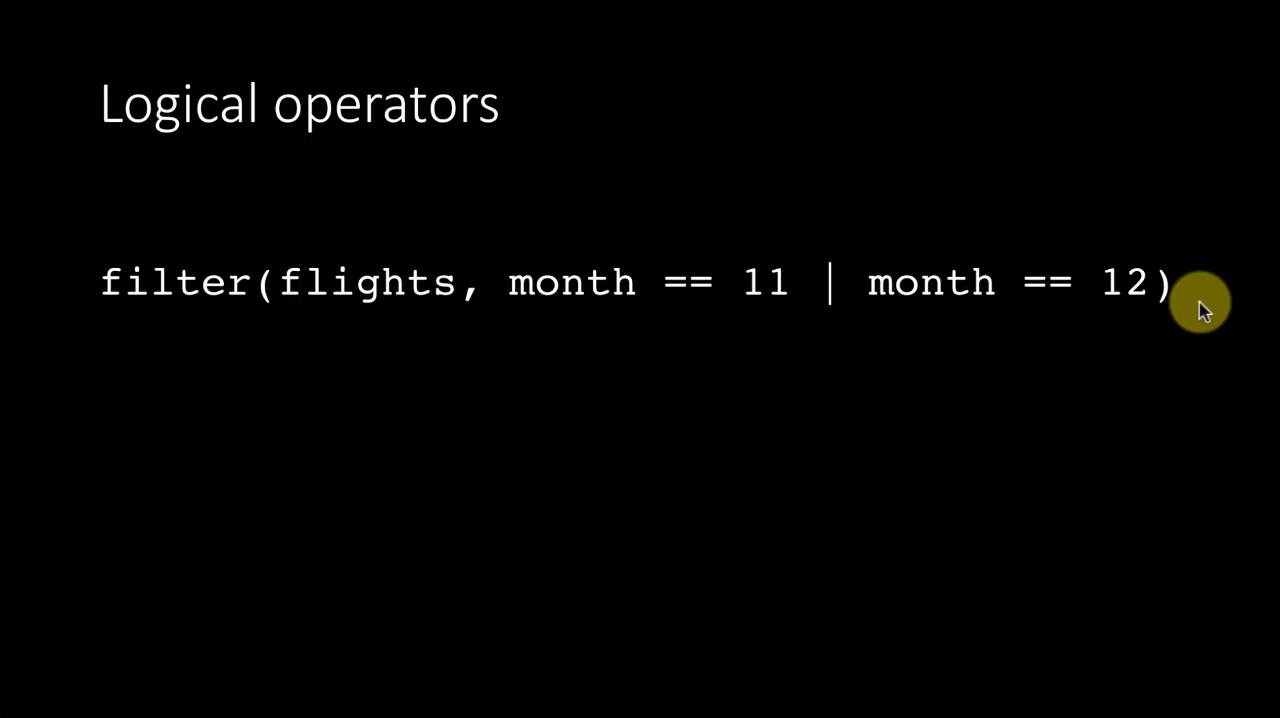 Logical operators
filter(flights, month == 11 | month == 12)